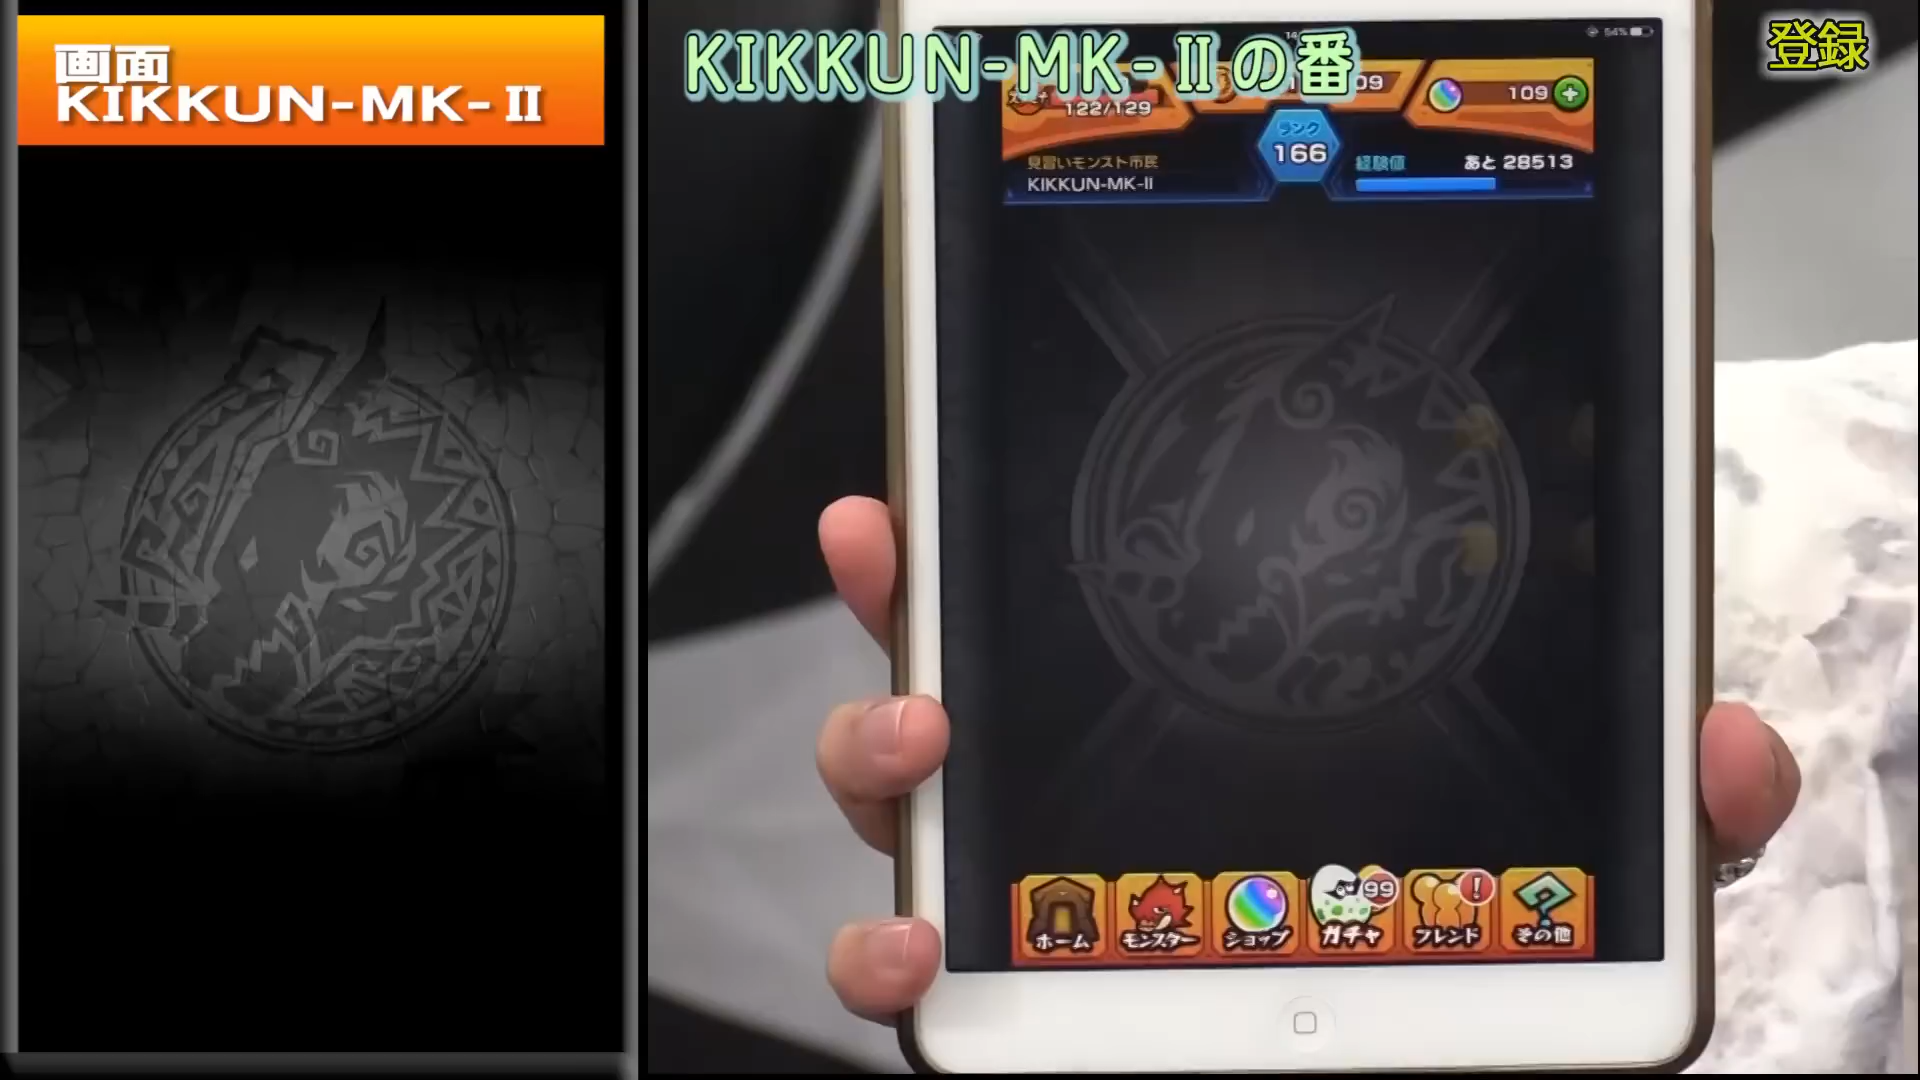 画面
KIKKUN-MK-Ⅱ
KIKKUN-MK-Ⅱの番
登録
54%
122/129
09
109
ランク
166
見習いモンスト市民
KIKKUN-MK-II
経験値
あと 28513
ホーム
モンスター
ショップ
ガチャ
99
フレンド
!
その他